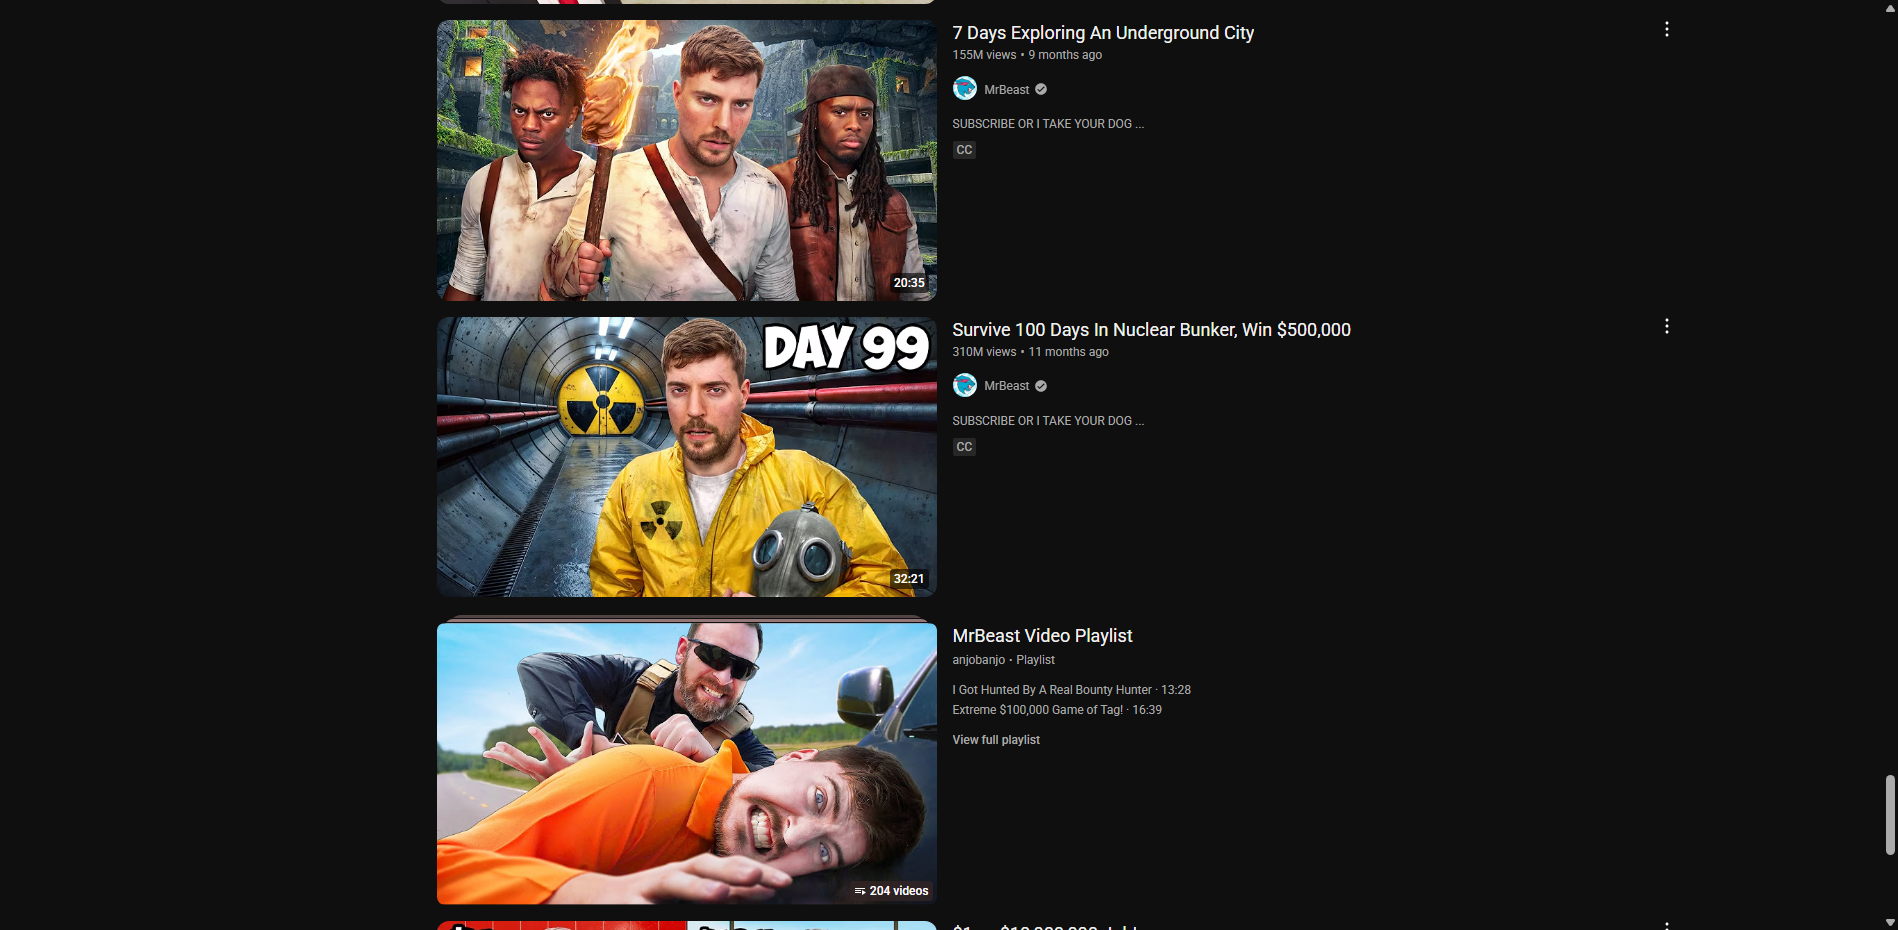 7 Days Exploring An Underground City
155M views • 9 months ago
MrBeast
SUBSCRIBE OR I TAKE YOUR DOG ...
CC
20:35
DAY 99
Survive 100 Days In Nuclear Bunker, Win $500,000
310M views • 11 months ago
MrBeast
SUBSCRIBE OR I TAKE YOUR DOG ...
CC
32:21
MrBeast Video Playlist
anjobanjo • Playlist
I Got Hunted By A Real Bounty Hunter · 13:28
Extreme $100,000 Game of Tag! · 16:39
View full playlist
204 videos